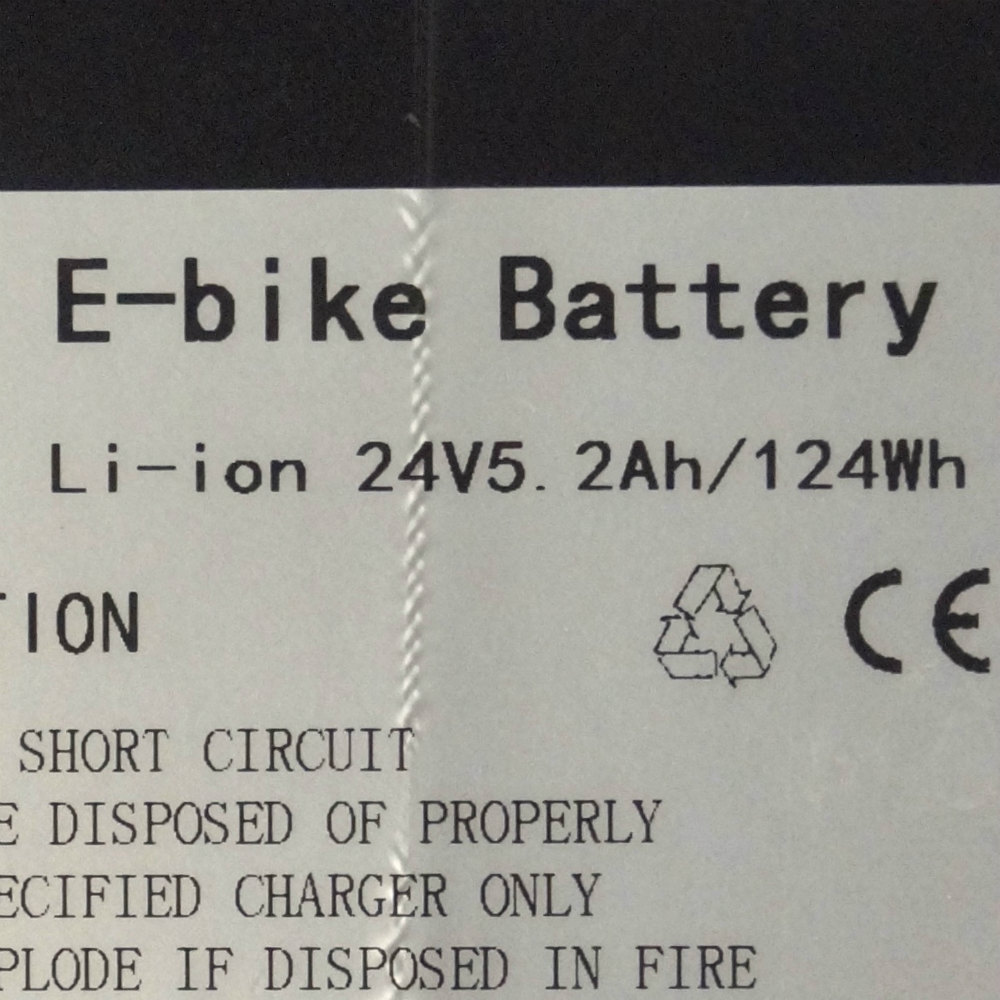 E-bike Battery
Li-ion 24V5.2Ah/124Wh
TION
CE
SHORT CIRCUIT
E DISPOSED OF PROPERLY
ECIFIED CHARGER ONLY
PLODE IF DISPOSED IN FIRE